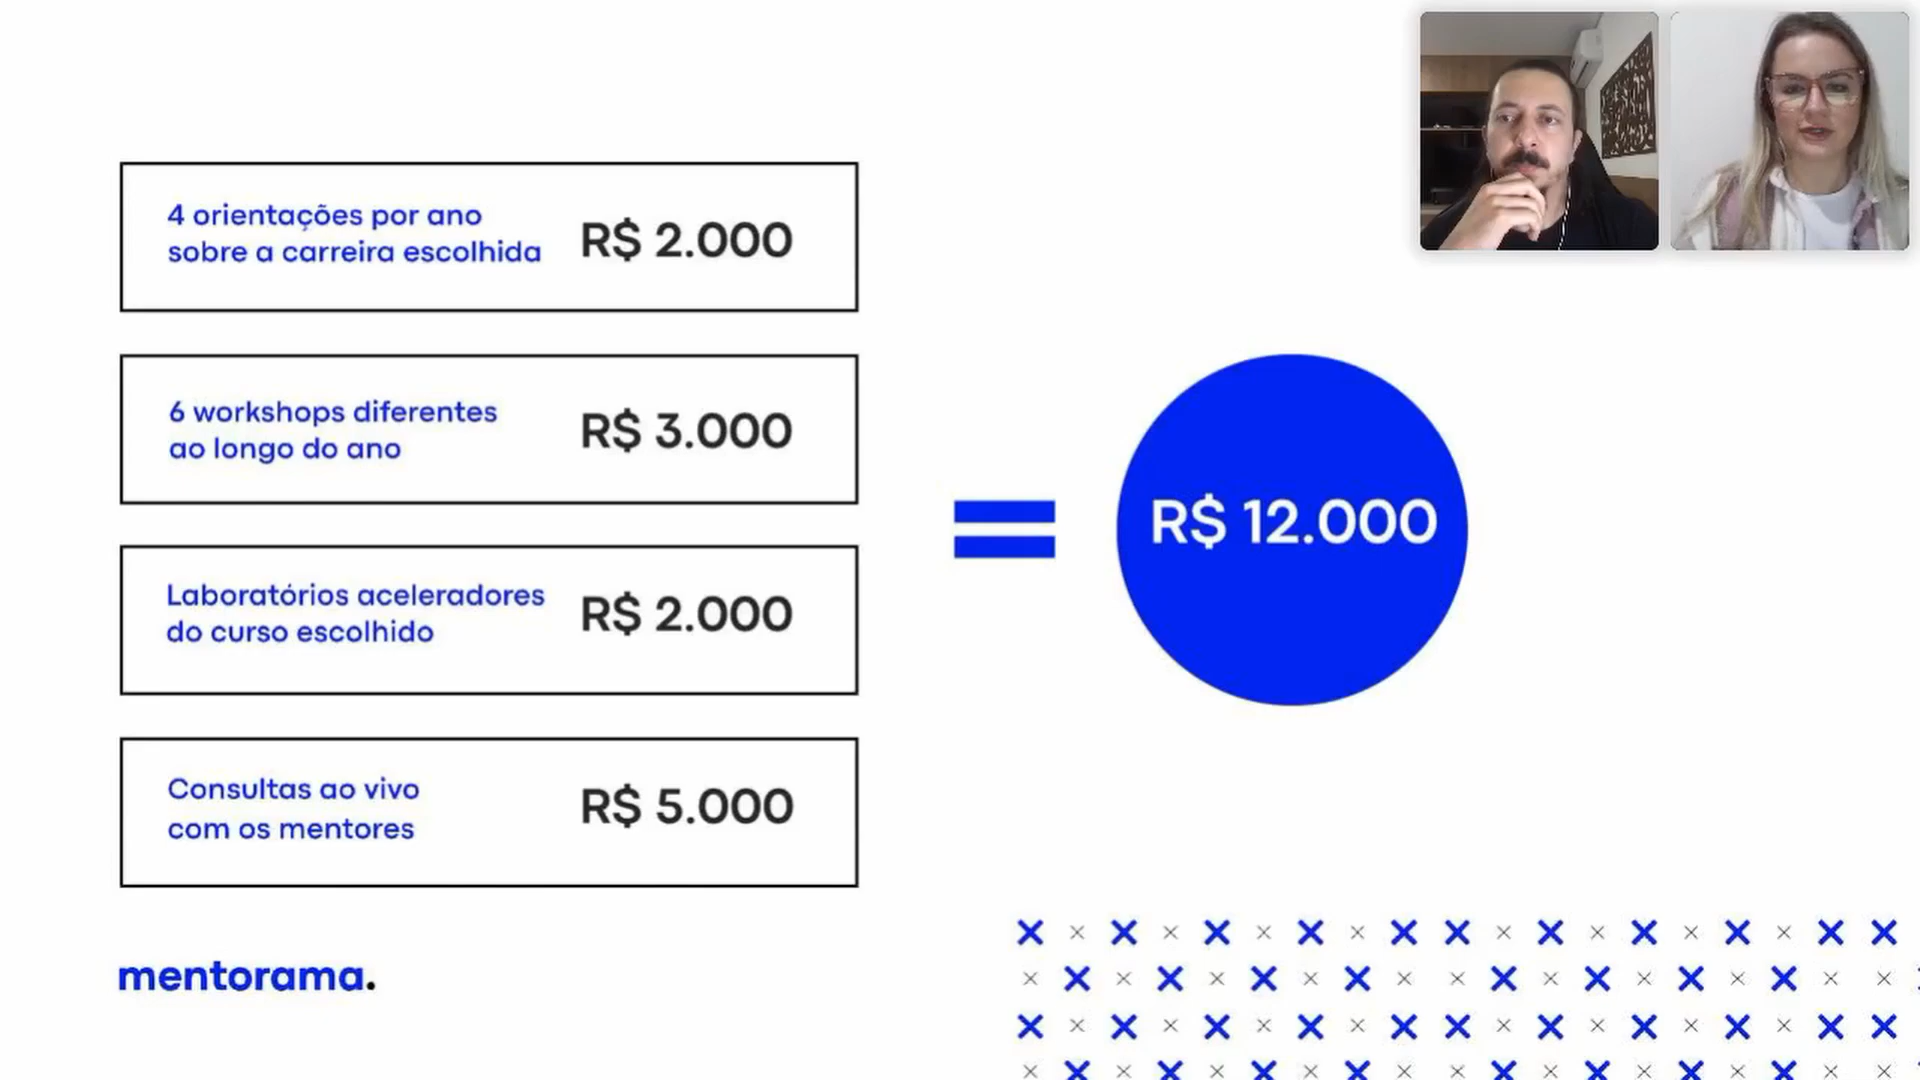 4 orientações por ano
sobre a carreira escolhida
R$ 2.000
6 workshops diferentes
ao longo do ano
R$ 3.000
Laboratórios aceleradores
do curso escolhido
R$ 2.000
Consultas ao vivo
com os mentores
R$ 5.000
R$ 12.000
mentorama.